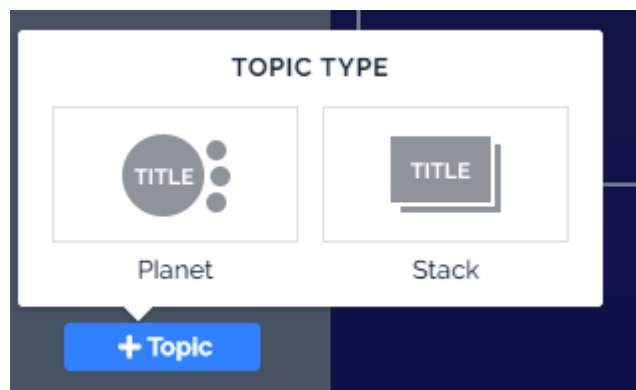 TOPIC TYPE
TITLE
TITLE
Planet
Stack
+ Topic